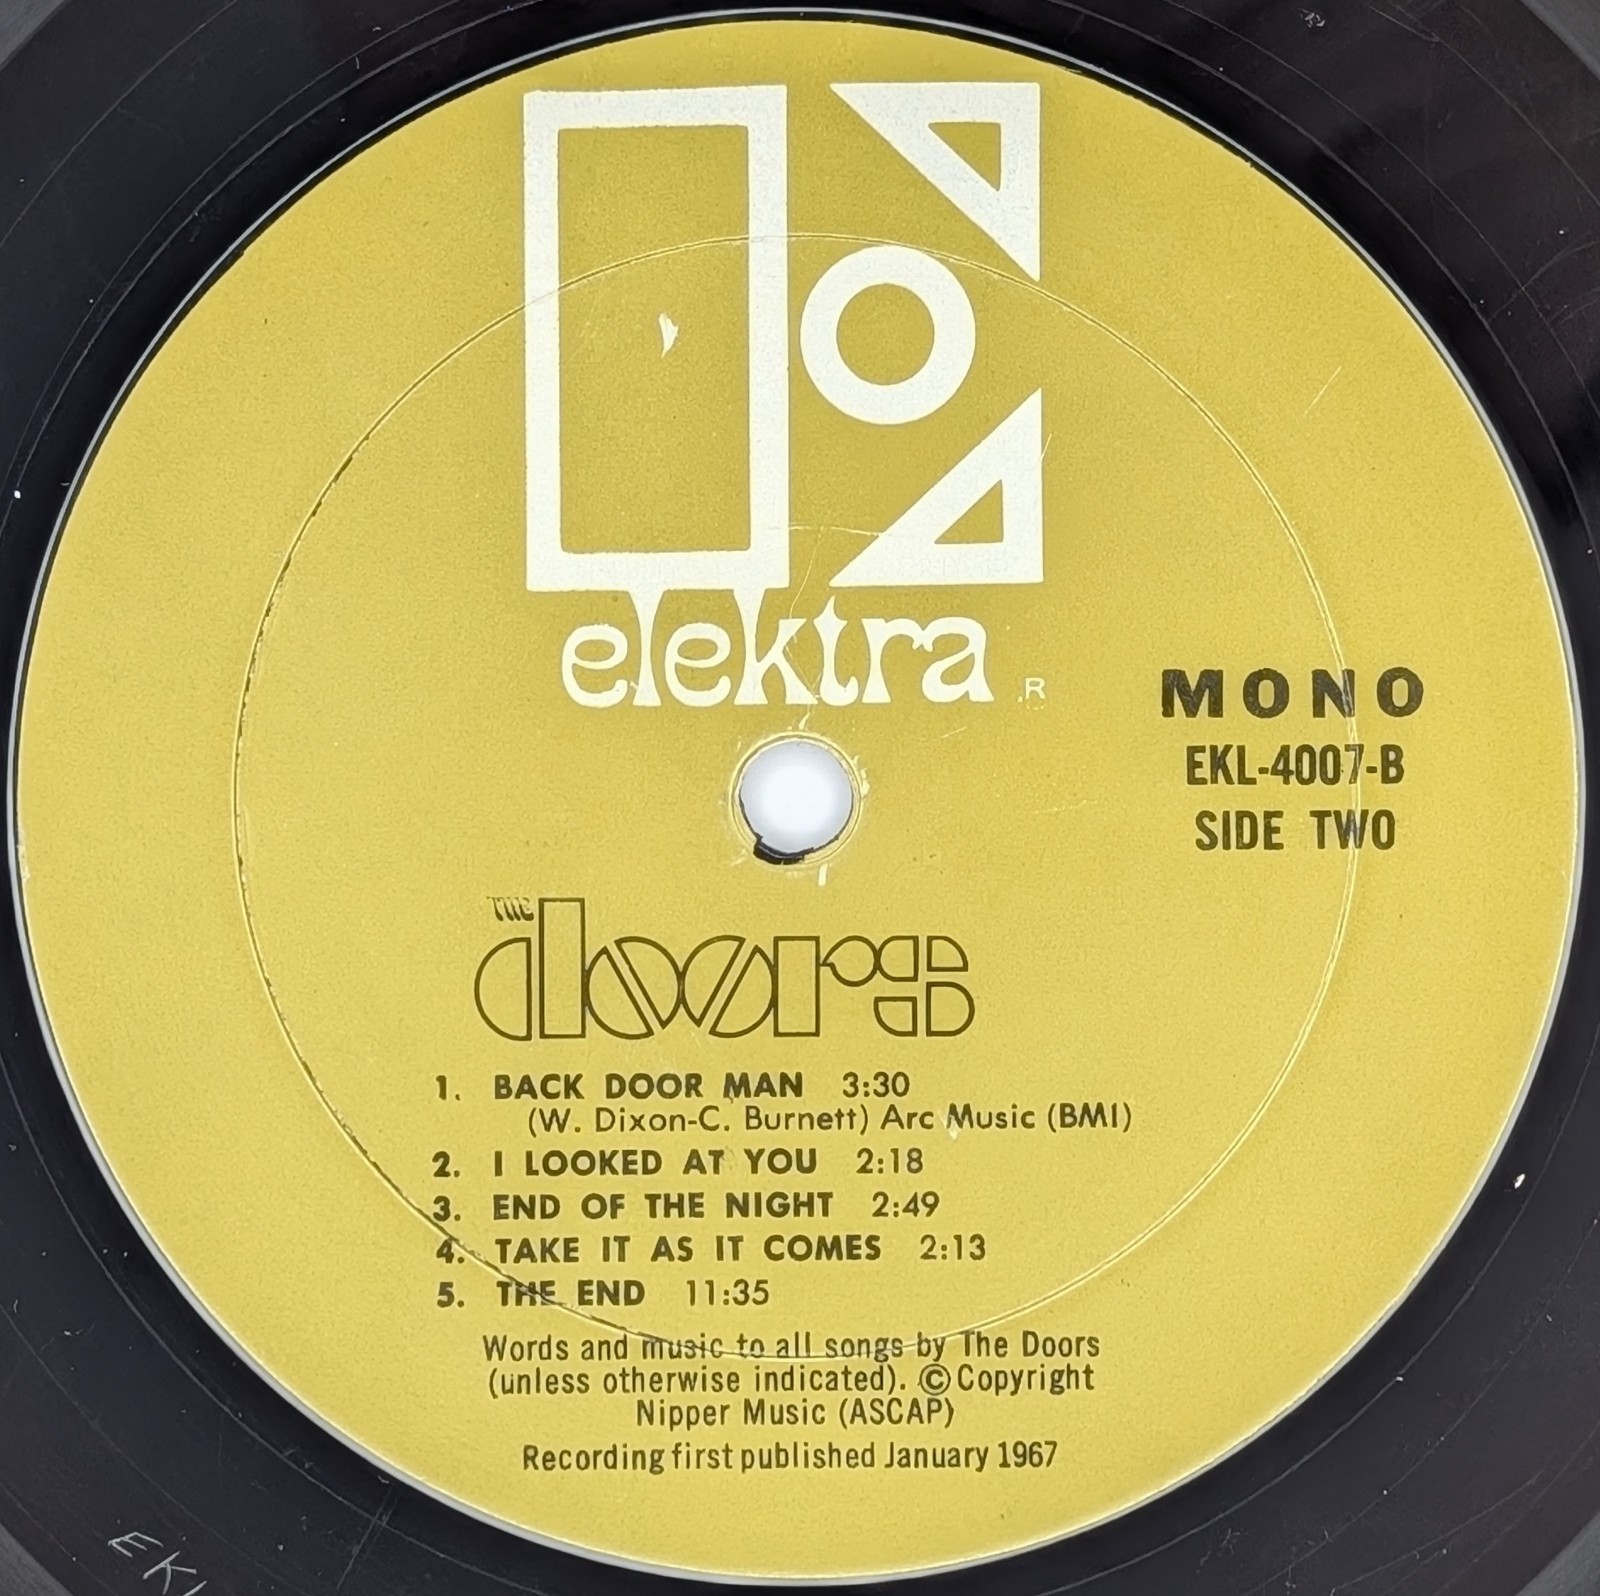 elektra R
MONO
EKL-4007-B
SIDE TWO
THE
doors
1. BACK DOOR MAN 3:30
(W. Dixon-C. Burnett) Arc Music (BMI)
2. I LOOKED AT YOU 2:18
3. END OF THE NIGHT 2:49
4. TAKE IT AS IT COMES 2:13
5. THE END 11:35
Words and music to all songs by The Doors
(unless otherwise indicated). ©Copyright
Nipper Music (ASCAP)
Recording first published January 1967